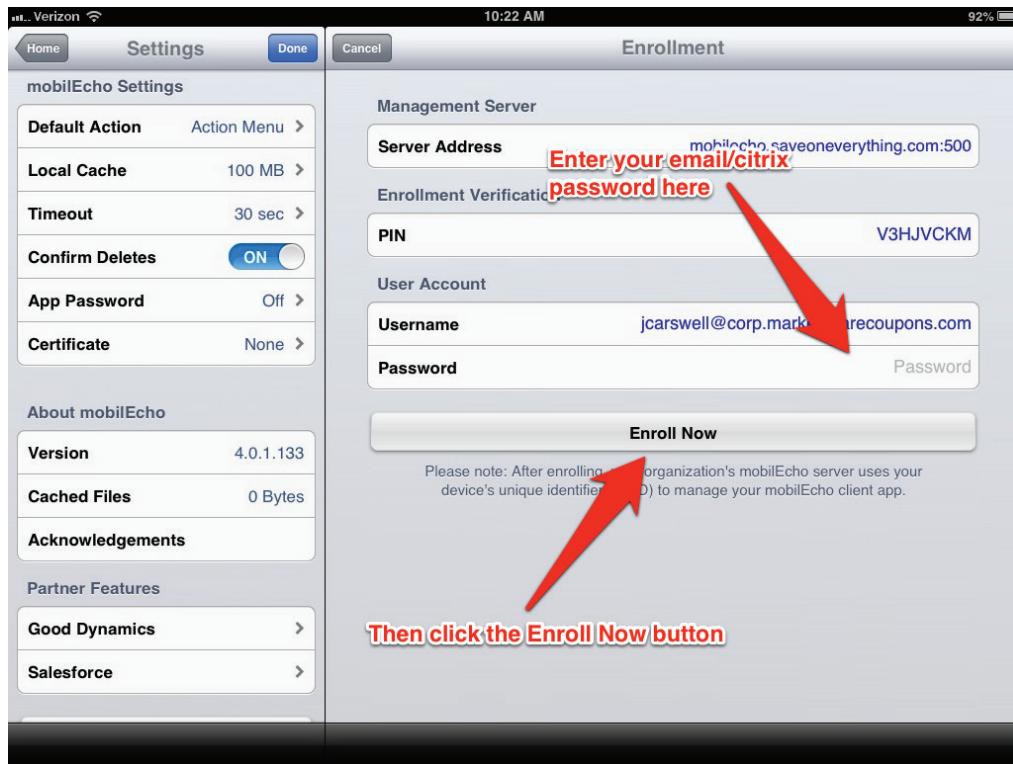 Verizon 10:22 AM 92%
Home Settings Done
mobilEcho Settings
Default Action Action Menu
Local Cache 100 MB
Timeout 30 sec
Confirm Deletes ON
App Password Off
Certificate None
About mobilEcho
Version 4.0.1.133
Cached Files 0 Bytes
Acknowledgements
Partner Features
Good Dynamics
Salesforce
Cancel Enrollment
Management Server
Server Address mobilecho.saveoneverything.com:500
Enter your email/citrix
password here
Enrollment Verification
PIN V3HJVCKM
User Account
Username jcarswell@corp.mark arecoupons.com
Password Password
Enroll Now
Please note: After enrolling, organization's mobilEcho server uses your
device's unique identifier to manage your mobilEcho client app.
Then click the Enroll Now button